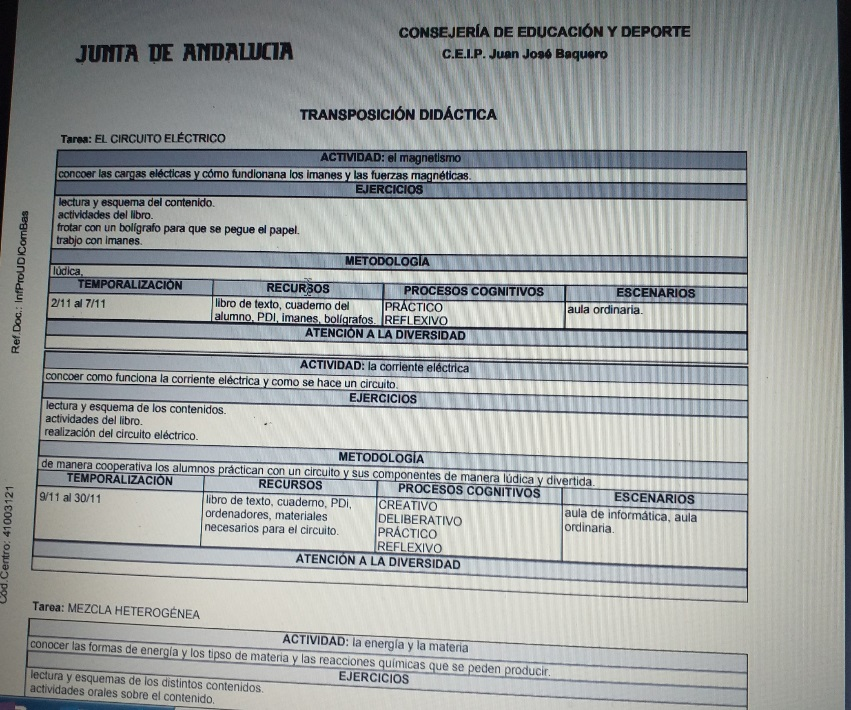 JUNTA DE ANDALUCIA
CONSEJERÍA DE EDUCACIÓN Y DEPORTE
C.E.I.P. Juan José Baquero
TRANSPOSICIÓN DIDÁCTICA
Tarea: EL CIRCUITO ELÉCTRICO
ACTIVIDAD: el magnetismo
concoer las cargas elécticas y cómo fundionana los imanes y las fuerzas magnéticas.
EJERCICIOS
lectura y esquema del contenido.
actividades del libro.
frotar con un bolígrafo para que se pegue el papel.
trabjo con imanes.
METODOLOGÍA
lúdica,
TEMPORALIZACIÓN RECURSOS PROCESOS COGNITIVOS ESCENARIOS
2/11 al 7/11 libro de texto, cuaderno del PRÁCTICO aula ordinaria.
alumno, PDI, imanes, bolígrafos. REFLEXIVO
ATENCIÓN A LA DIVERSIDAD
ACTIVIDAD: la corriente eléctrica
concoer como funciona la corriente eléctrica y como se hace un circuito.
EJERCICIOS
lectura y esquema de los contenidos.
actividades del libro.
realización del circuito eléctrico.
METODOLOGÍA
de manera cooperativa los alumnos práctican con un circuito y sus componentes de manera lúdica y divertida.
TEMPORALIZACIÓN RECURSOS PROCESOS COGNITIVOS ESCENARIOS
9/11 al 30/11 libro de texto, cuaderno, PDI, CREATIVO aula de informática, aula
ordenadores, materiales DELIBERATIVO ordinaria.
necesarios para el circuito. PRÁCTICO
REFLEXIVO
ATENCIÓN A LA DIVERSIDAD
Tarea: MEZCLA HETEROGÉNEA
ACTIVIDAD: la energía y la materia
conocer las formas de energía y los tipso de materia y las reacciones químicas que se peden producir.
EJERCICIOS
lectura y esquemas de los distintos contenidos.
actividades orales sobre el contenido.
Ref.Doc.: InfProUDIComBas
Cód.Centro: 41003121